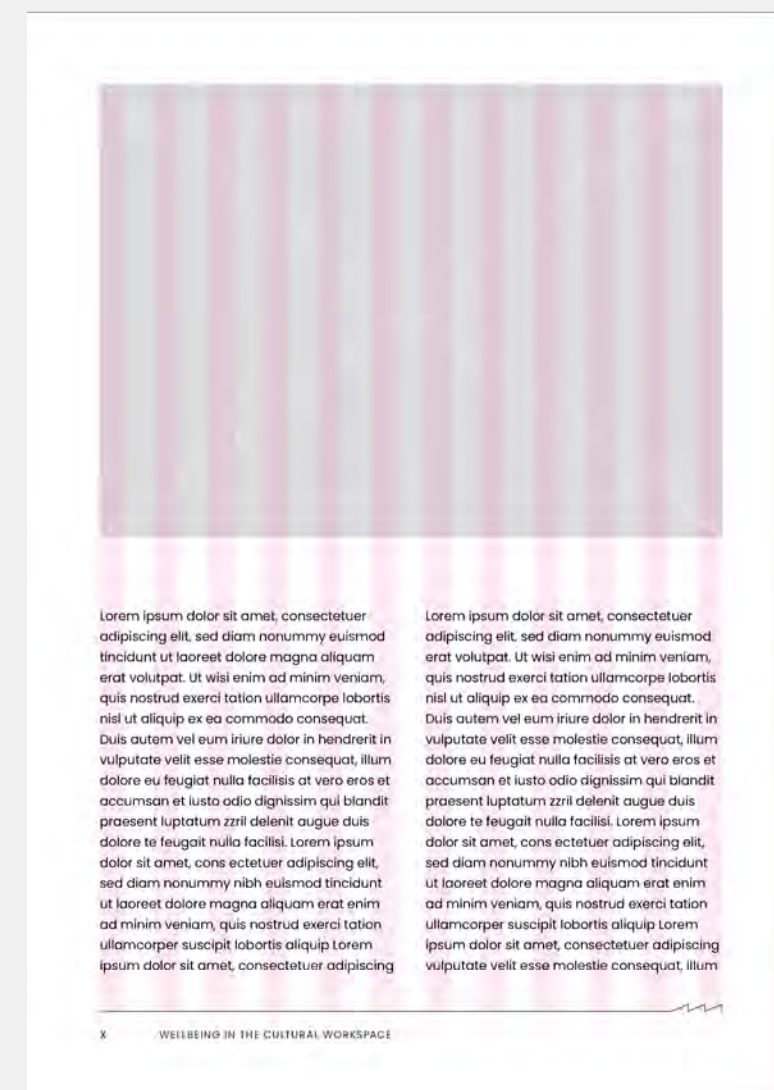 Lorem ipsum dolor sit amet, consectetuer
adipiscing elit, sed diam nonummy euismod
tincidunt ut laoreet dolore magna aliquam
erat volutpat. Ut wisi enim ad minim veniam,
quis nostrud exerci tation ullamcorpe lobortis
nisl ut aliquip ex ea commodo consequat.
Duis autem vel eum iriure dolor in hendrerit in
vulputate velit esse molestie consequat, illum
dolore eu feugiat nulla facilisis at vero eros et
accumsan et iusto odio dignissim qui blandit
praesent luptatum zzril delenit augue duis
dolore te feugait nulla facilisi. Lorem ipsum
dolor sit amet, cons ectetuer adipiscing elit,
sed diam nonummy nibh euismod tincidunt
ut laoreet dolore magna aliquam erat enim
ad minim veniam, quis nostrud exerci tation
ullamcorper suscipit lobortis aliquip Lorem
ipsum dolor sit amet, consectetuer adipiscing
Lorem ipsum dolor sit amet, consectetuer
adipiscing elit, sed diam nonummy euismod
erat volutpat. Ut wisi enim ad minim veniam,
quis nostrud exerci tation ullamcorpe lobortis
nisl ut aliquip ex ea commodo consequat.
Duis autem vel eum iriure dolor in hendrerit in
vulputate velit esse molestie consequat, illum
dolore eu feugiat nulla facilisis at vero eros et
accumsan et iusto odio dignissim qui blandit
praesent luptatum zzril delenit augue duis
dolore te feugait nulla facilisi. Lorem ipsum
dolor sit amet, cons ectetuer adipiscing elit,
sed diam nonummy nibh euismod tincidunt
ut laoreet dolore magna aliquam erat enim
ad minim veniam, quis nostrud exerci tation
ullamcorper suscipit lobortis aliquip Lorem
ipsum dolor sit amet, consectetuer adipiscing
vulputate velit esse molestie consequat, illum
X WELLBEING IN THE CULTURAL WORKSPACE